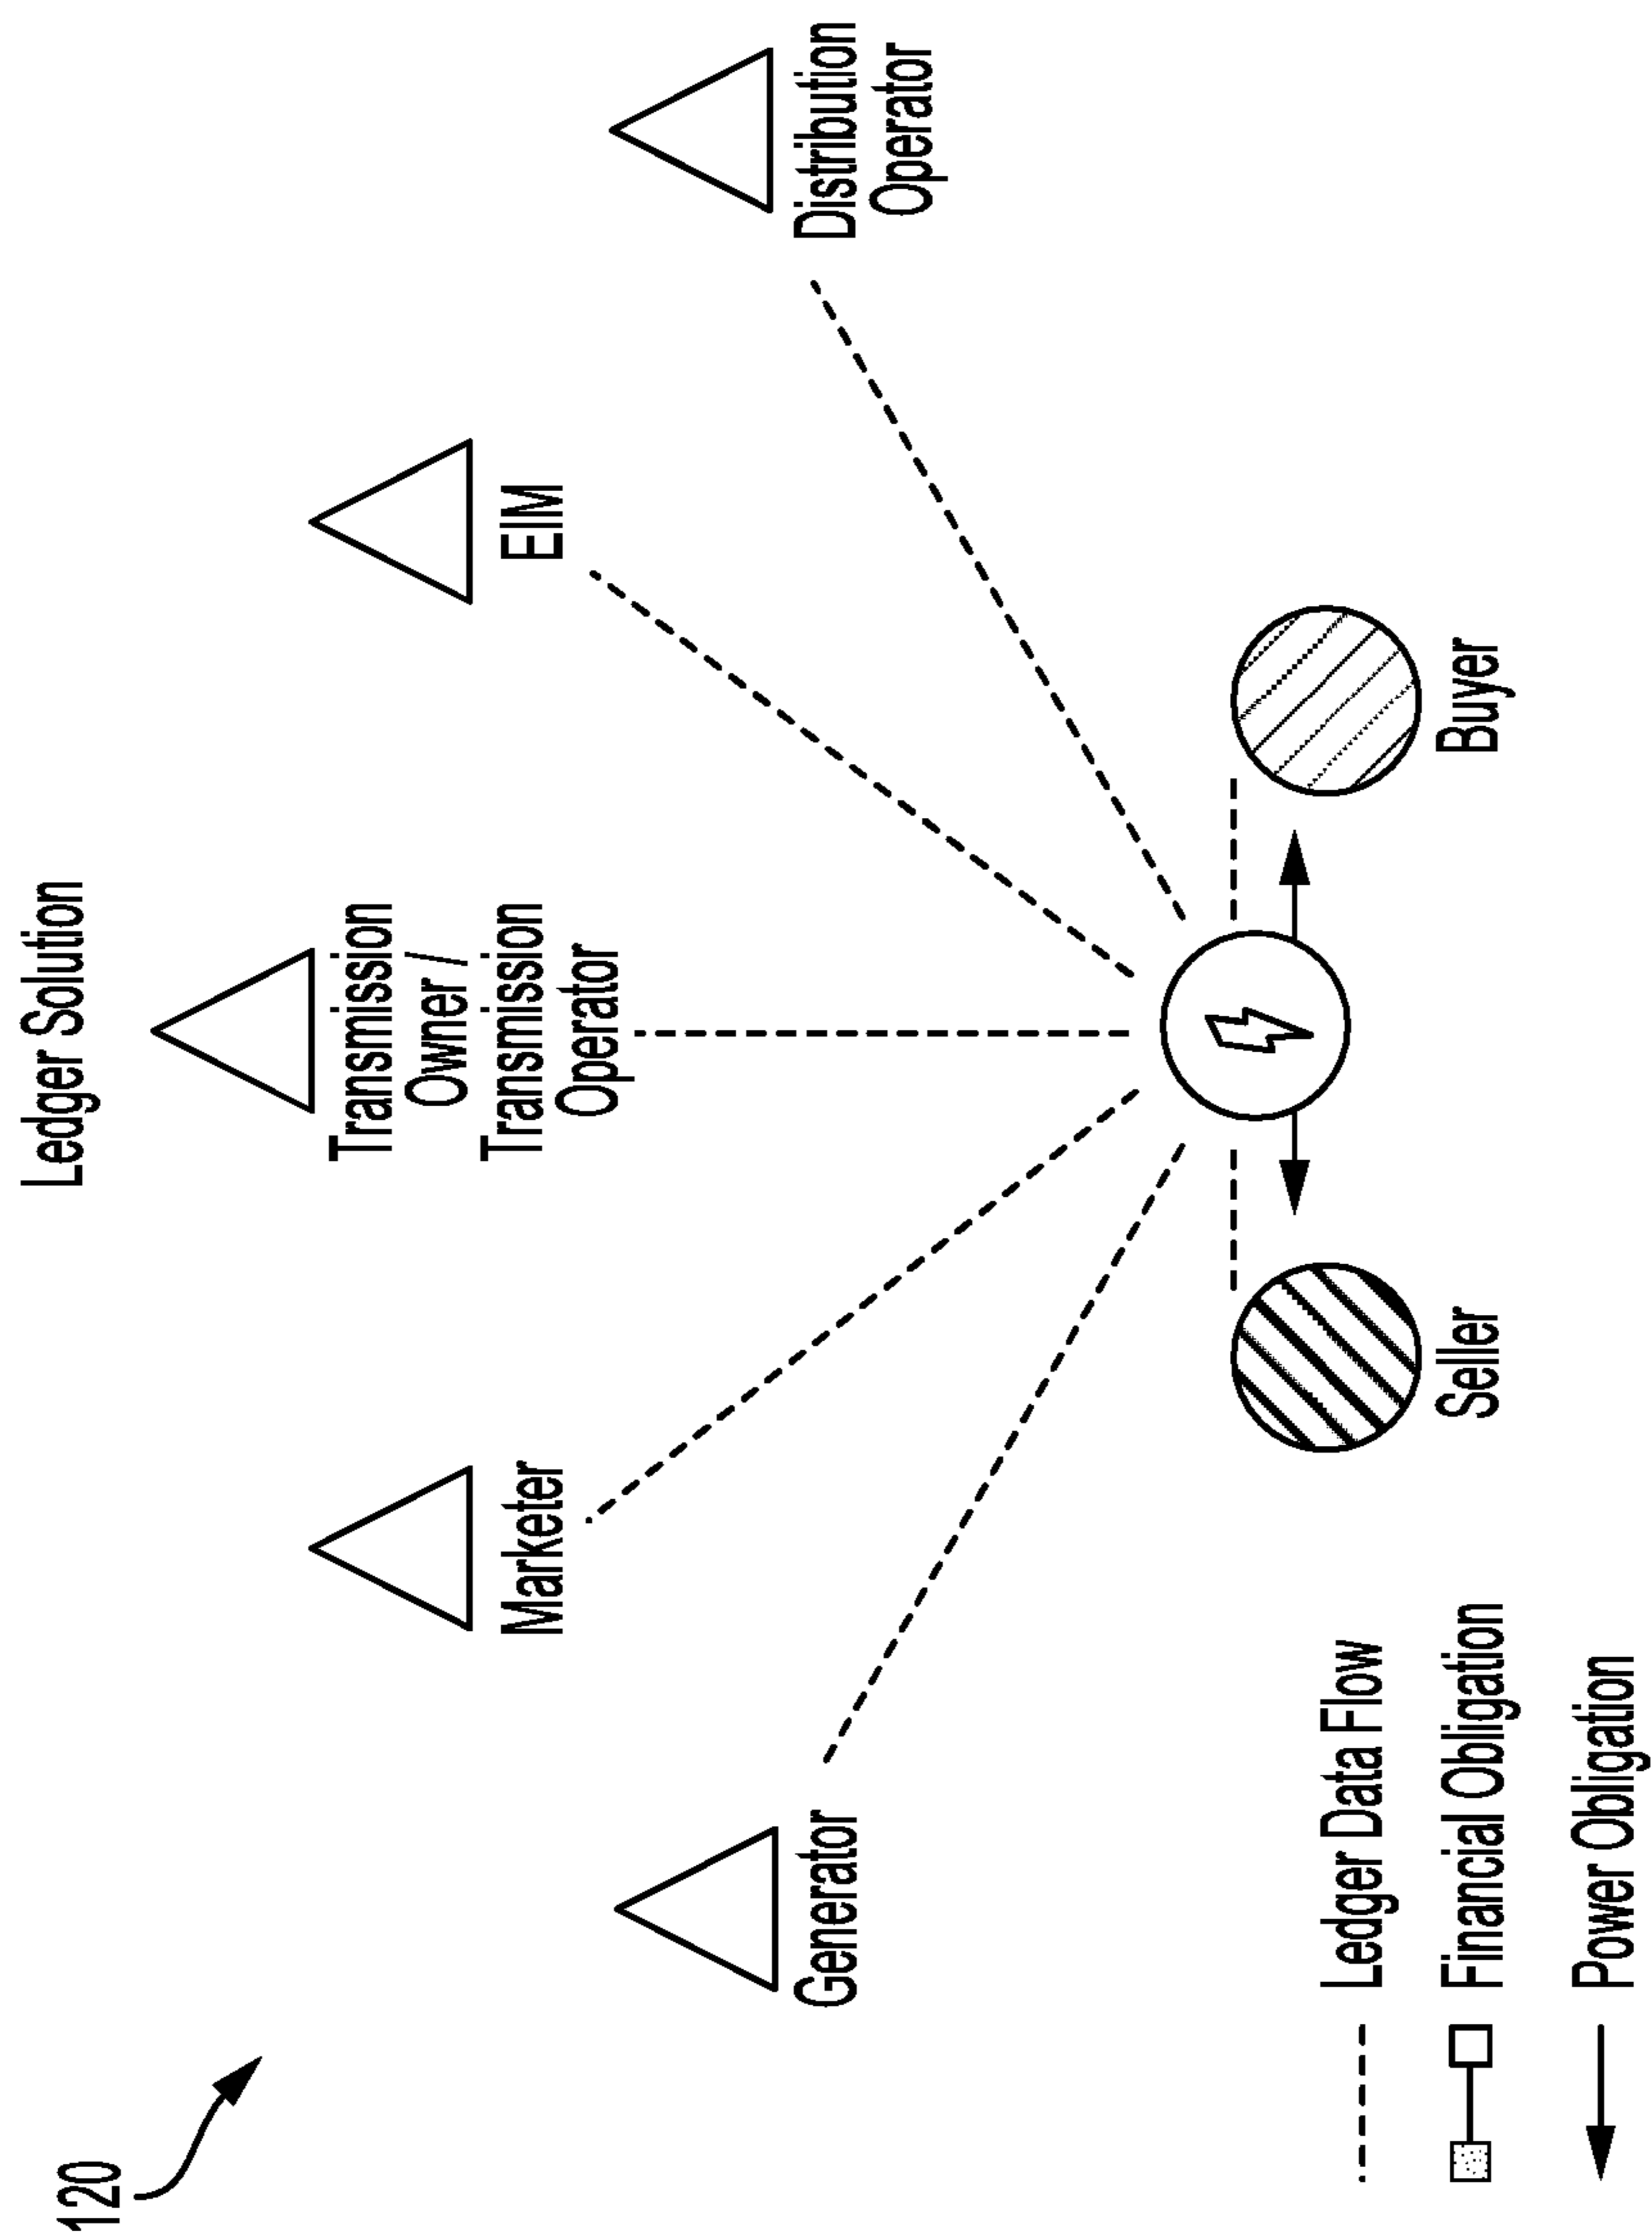 120
Ledger Solution
Transmission
Owner /
Transmission
Operator
Marketer
EIM
Generator
Distribution
Operator
Seller
Buyer
Ledger Data Flow
Financial Obligation
Power Obligation